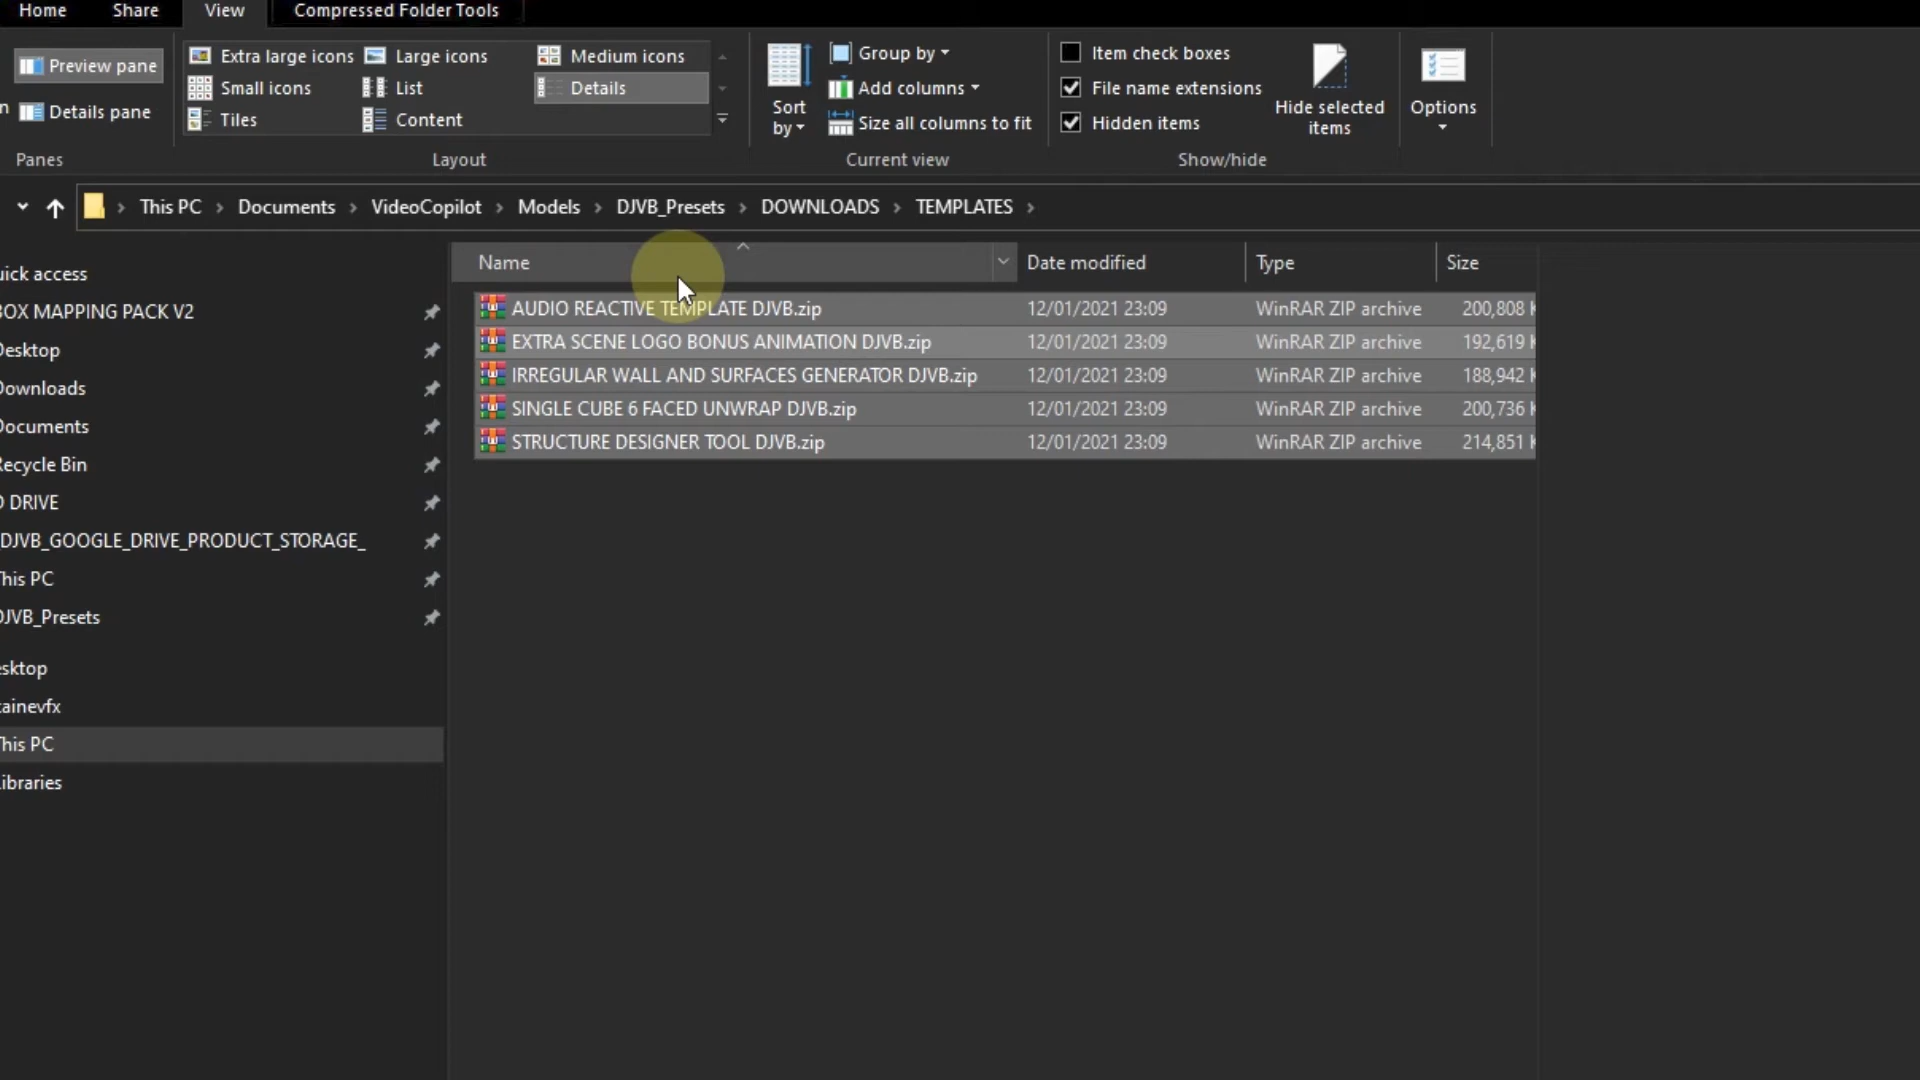 Home Share View Compressed Folder Tools
Preview pane Extra large icons Large icons Medium icons Group by Item check boxes
Small icons List Details Add columns File name extensions
n Details pane Tiles Content Sort by Size all columns to fit Hidden items Hide selected items Options
Panes Layout Current view Show/hide
This PC Documents VideoCopilot Models DJVB_Presets DOWNLOADS TEMPLATES
Name Date modified Type Size
AUDIO REACTIVE TEMPLATE DJVB.zip 12/01/2021 23:09 WinRAR ZIP archive 200,808 K
EXTRA SCENE LOGO BONUS ANIMATION DJVB.zip 12/01/2021 23:09 WinRAR ZIP archive 192,619 K
IRREGULAR WALL AND SURFACES GENERATOR DJVB.zip 12/01/2021 23:09 WinRAR ZIP archive 188,942 K
SINGLE CUBE 6 FACED UNWRAP DJVB.zip 12/01/2021 23:09 WinRAR ZIP archive 200,736 K
STRUCTURE DESIGNER TOOL DJVB.zip 12/01/2021 23:09 WinRAR ZIP archive 214,851 K
uick access
BOX MAPPING PACK V2
Desktop
Downloads
Documents
Recycle Bin
D DRIVE
DJVB_GOOGLE_DRIVE_PRODUCT_STORAGE_
This PC
DJVB_Presets
esktop
cainevfx
This PC
Libraries